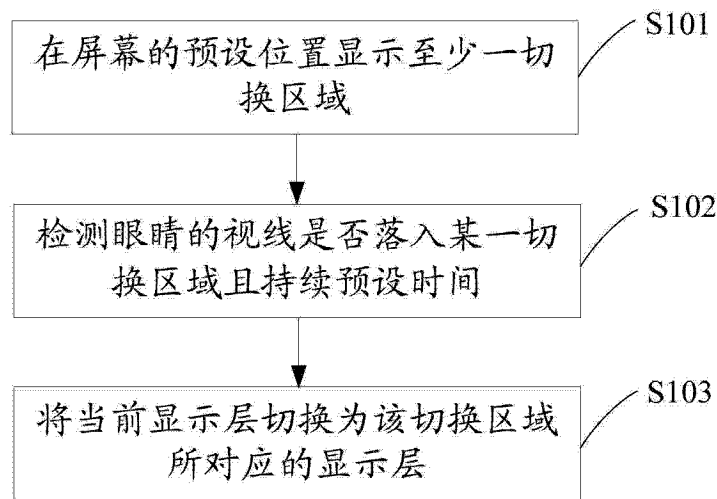 S101
在屏幕的预设位置显示至少一切
换区域
S102
检测眼睛的视线是否落入某一切
换区域且持续预设时间
S103
将当前显示层切换为该切换区域
所对应的显示层